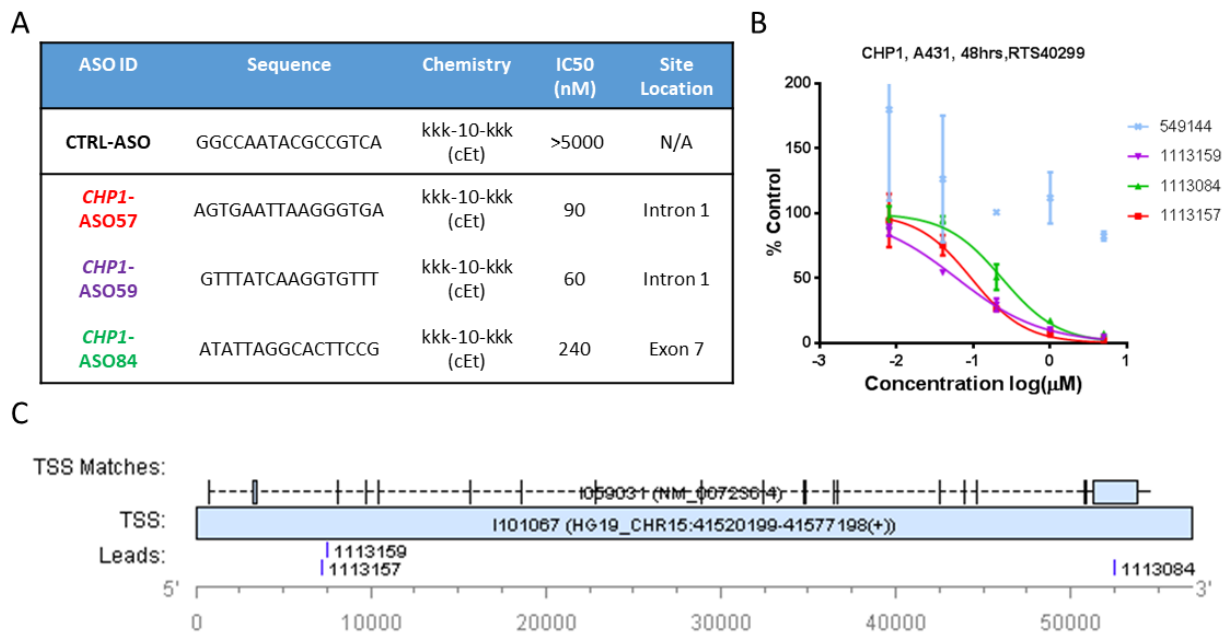 A
ASO ID Sequence Chemistry IC50 (nM) Site Location
CTRL-ASO GGCCAATACGCCGTCA kkk-10-kkk (cEt) >5000 N/A
CHP1-ASO57 AGTGAATTAAGGGTGA kkk-10-kkk (cEt) 90 Intron 1
CHP1-ASO59 GTTTATCAAGGTGTTT kkk-10-kkk (cEt) 60 Intron 1
CHP1-ASO84 ATATTAGGCACTTCCG kkk-10-kkk (cEt) 240 Exon 7
B
CHP1, A431, 48hrs,RTS40299
% Control
200
150
100
50
0
-3 -2 -1 0 1
Concentration log(μM)
549144
1113159
1113084
1113157
C
TSS Matches:
I059031 (NM_007236.4)
TSS:
I101067 (HG19_CHR15:41520199-41577198(+))
Leads:
1113159
1113157
1113084
5' 3'
0 10000 20000 30000 40000 50000